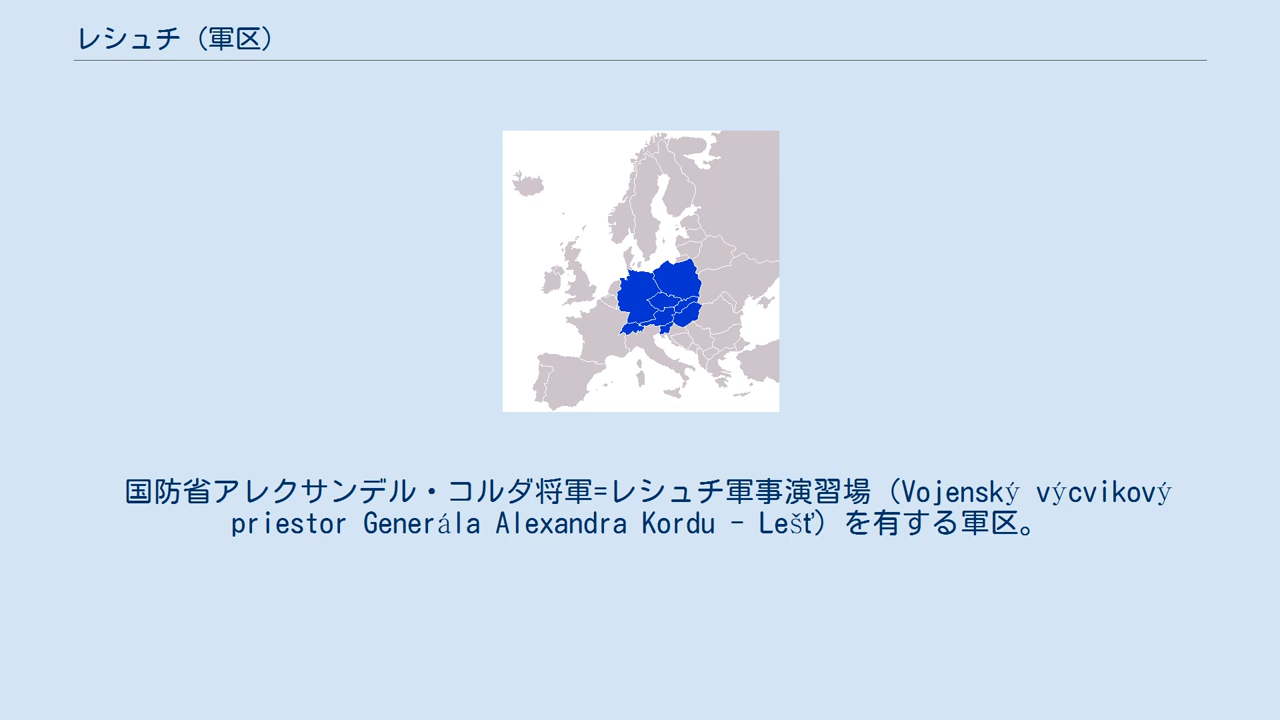 レシュチ（軍区）
国防省アレクサンデル・コルダ将軍=レシュチ軍事演習場（Vojenský výcvikový
priestor Generála Alexandra Kordu – Lešť）を有する軍区。